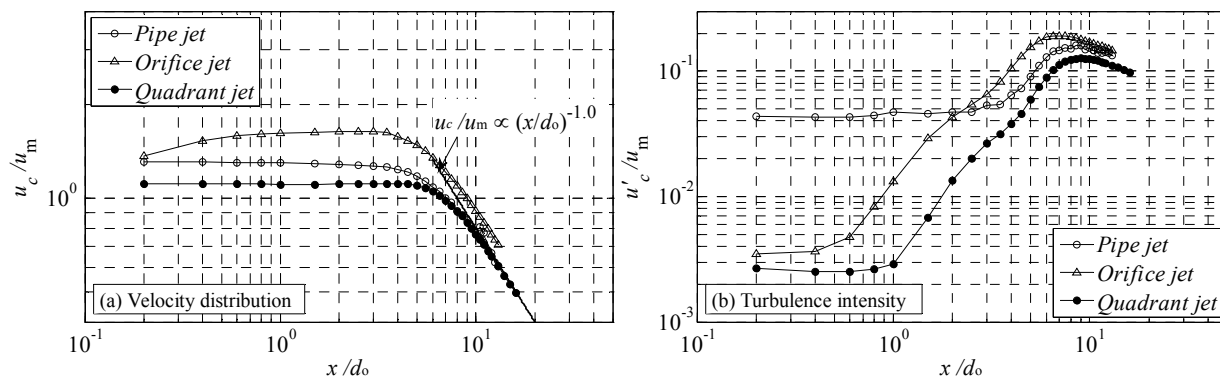 Pipe jet
Orifice jet
Quadrant jet
u_c /u_m ∝ (x/d_o)^-1.0
u_c /u_m
10^0
(a) Velocity distribution
10^-1 10^0 10^1
x/d_o
u'_c /u_m
10^-1
10^-2
10^-3
Pipe jet
Orifice jet
Quadrant jet
(b) Turbulence intensity
10^-1 10^0 10^1
x/d_o